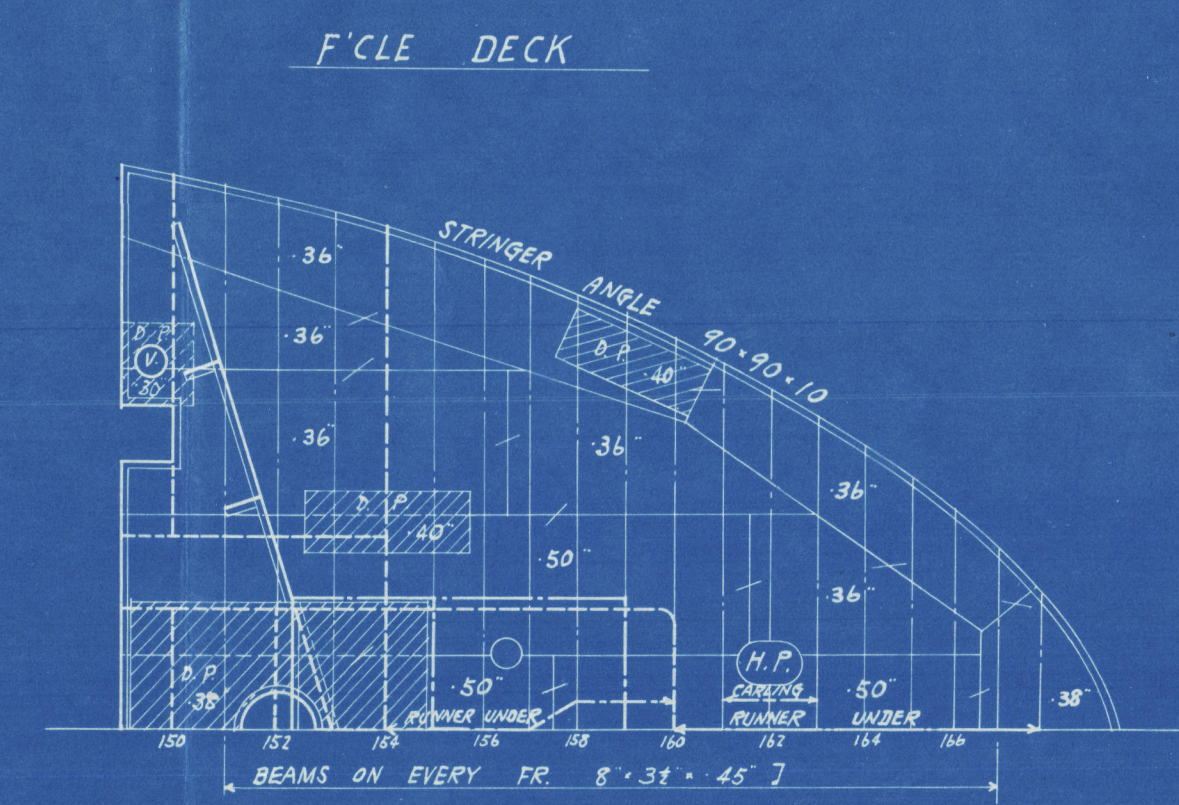 F'CLE DECK
STRINGER ANGLE 90 × 90 × 10
.36"
.36"
D. P.
V.
30
D. P.
.40"
.36"
.36"
.36"
D. P.
.40"
.50"
.36"
H.P.
D. P.
.38"
.50"
CARLING
.50"
.38"
RUNNER UNDER
RUNNER UNDER
150 152 154 156 158 160 162 164 166
BEAMS ON EVERY FR. 8" × 3½" × .45" ]